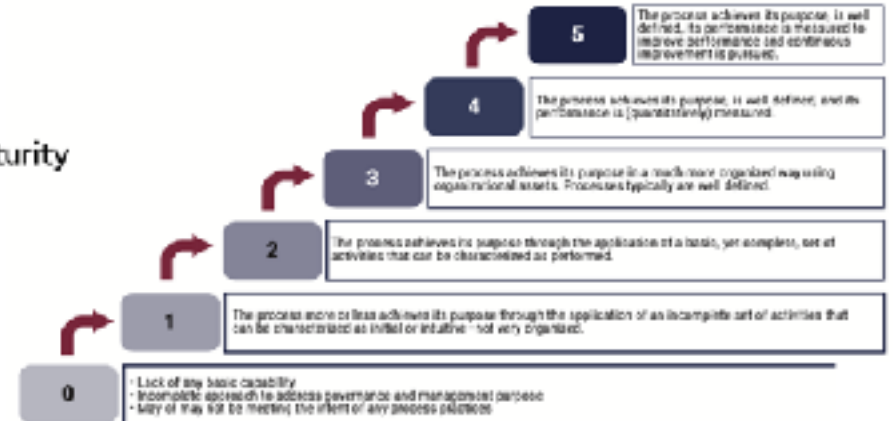 5
The process achieves its purpose, is well
defined, its performance is measured to
improve performance and continuous
improvement is pursued.
4
The process achieves its purpose, is well defined, and its
performance is (quantitatively) measured.
turity
3
The process achieves its purpose in a much more organized way using
organizational assets. Processes typically are well defined.
2
The process achieves its purpose through the application of a basic, yet complete, set of
activities that can be characterized as performed.
1
The process more or less achieves its purpose through the application of an incomplete set of activities that
can be characterized as initial or intuitive - not very organized.
0
• Lack of any basic capability
• Incomplete approach to address governance and management purpose
• May or may not be meeting the intent of any process practices